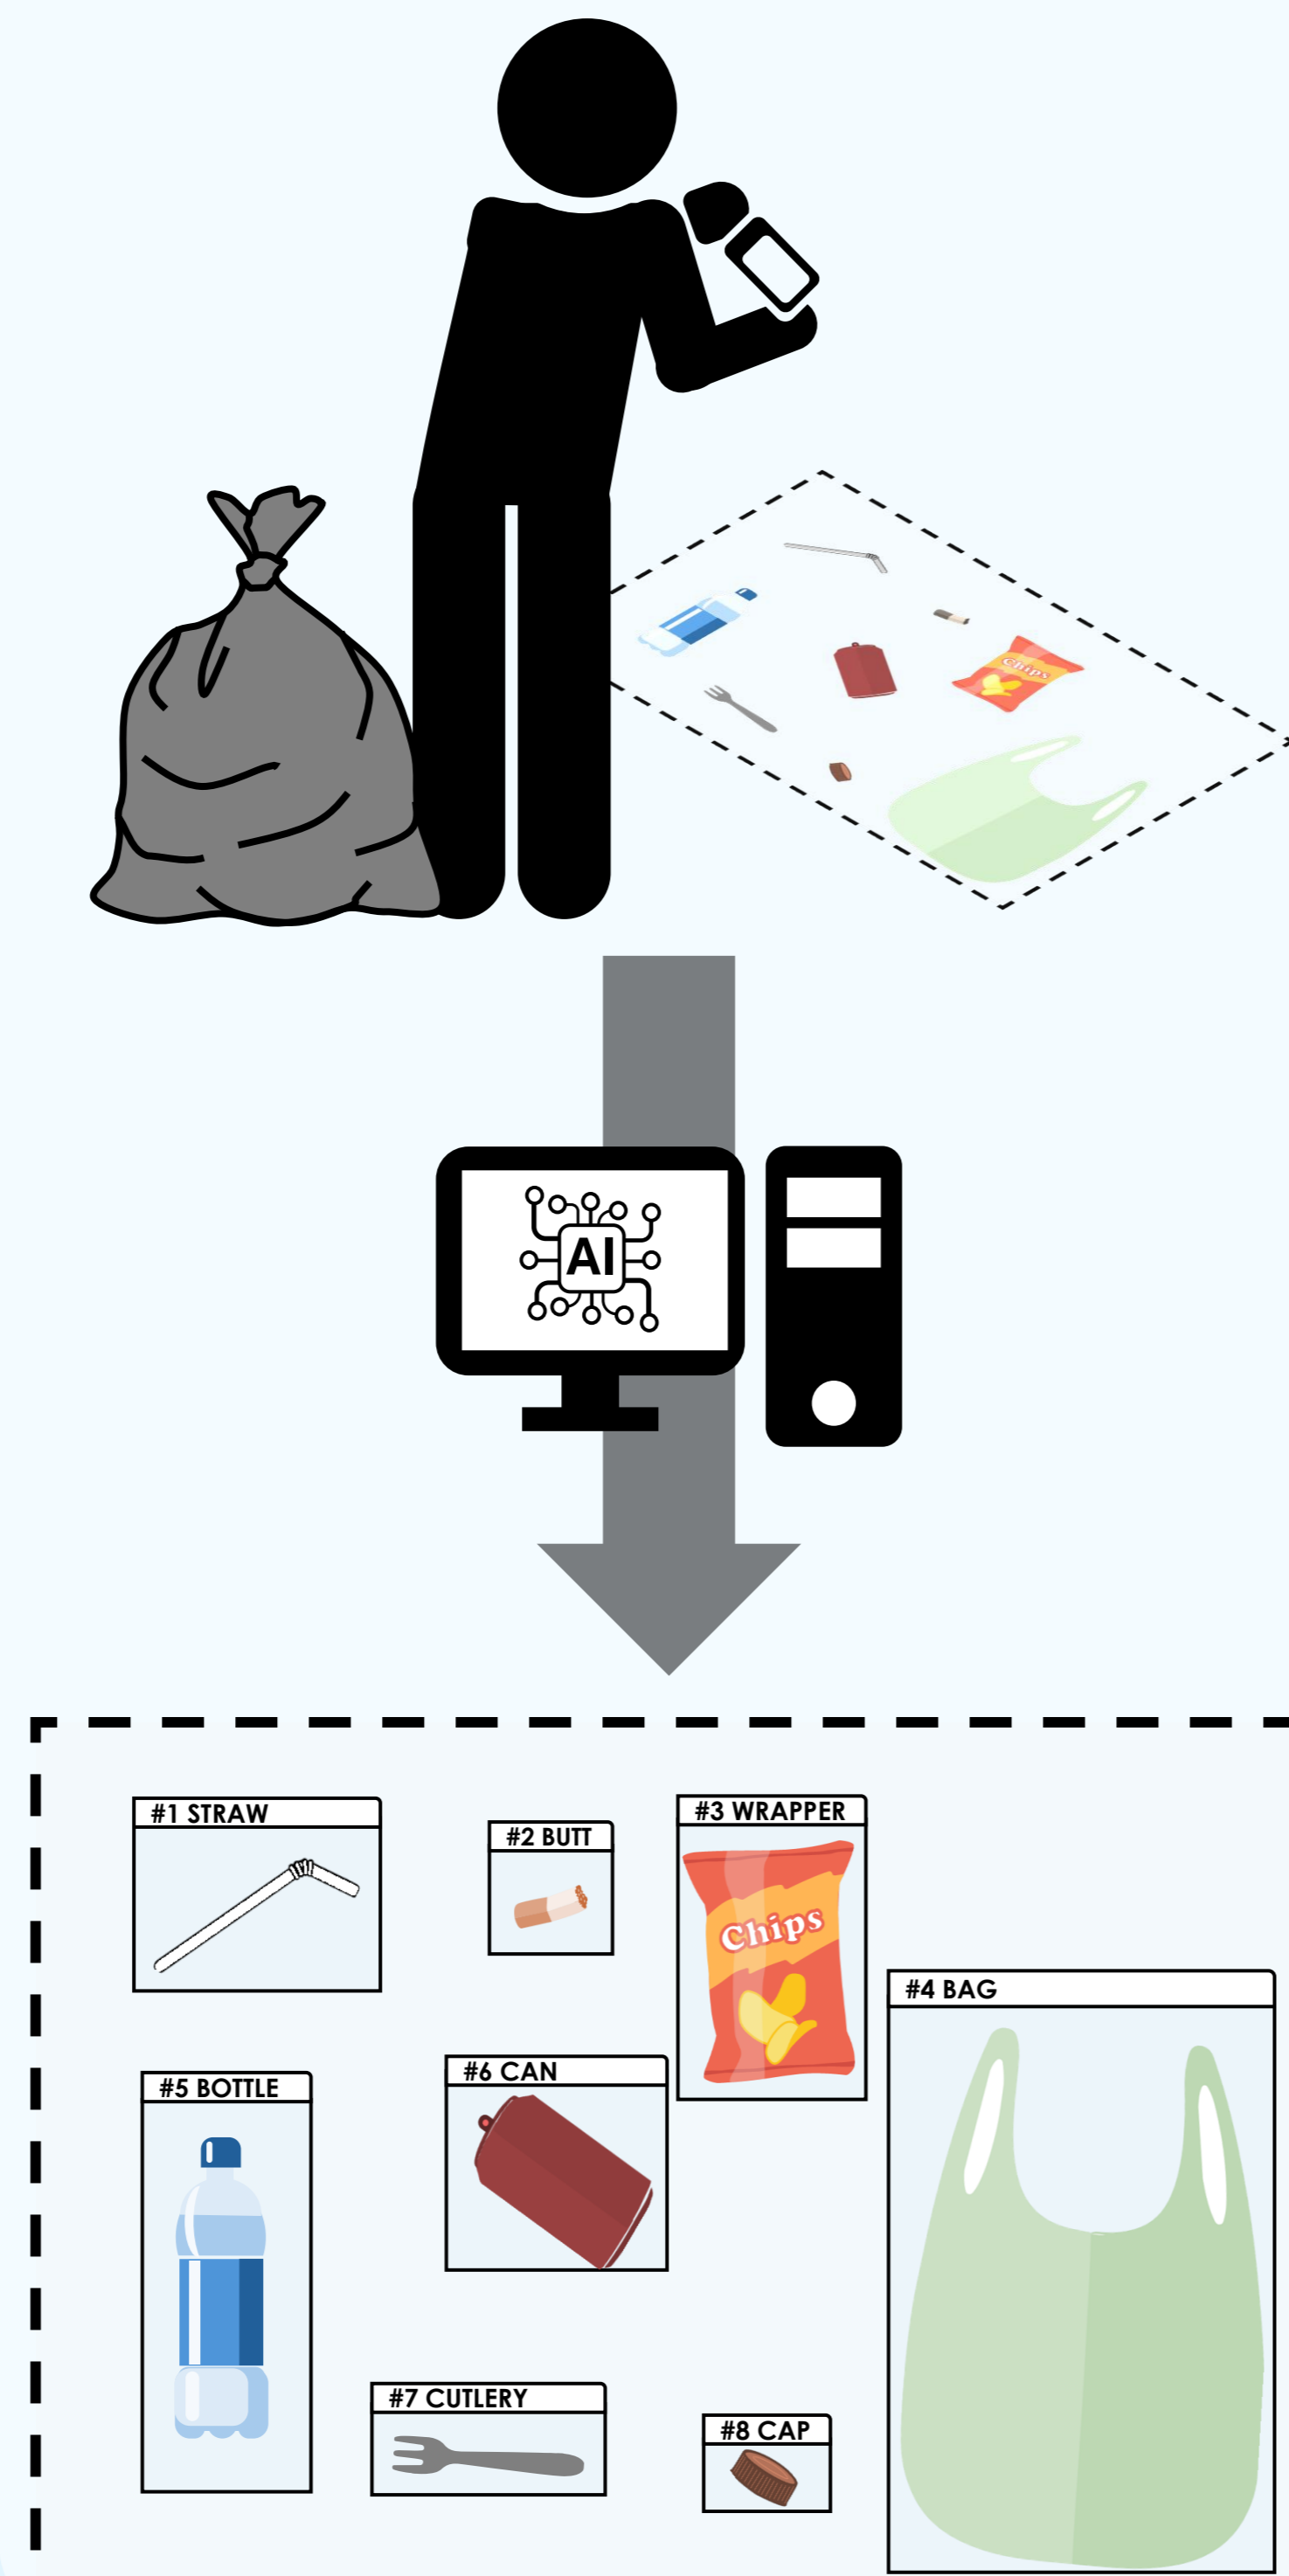 Chips
AI
#1 STRAW
#2 BUTT
#3 WRAPPER
Chips
#4 BAG
#5 BOTTLE
#6 CAN
#7 CUTLERY
#8 CAP